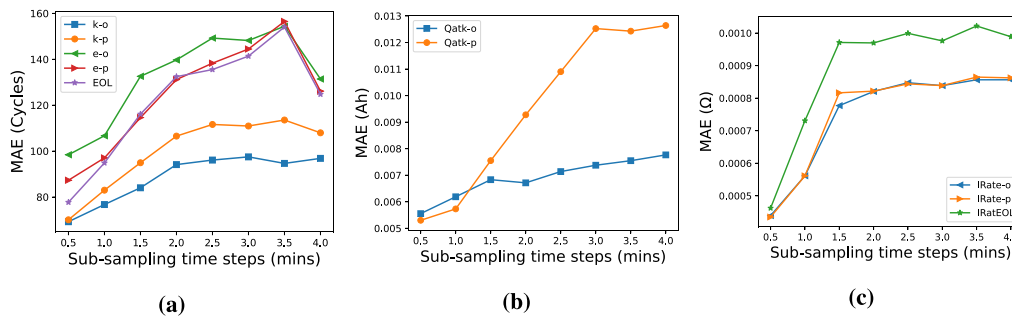 160
140
120
100
80
MAE (Cycles)
k-o
k-p
e-o
e-p
EOL
0.5 1.0 1.5 2.0 2.5 3.0 3.5 4.0
Sub-sampling time steps (mins)
(a)
0.013
0.012
0.011
0.010
0.009
0.008
0.007
0.006
0.005
MAE (Ah)
Qatk-o
Qatk-p
0.5 1.0 1.5 2.0 2.5 3.0 3.5 4.0
Sub-sampling time steps (mins)
(b)
0.0010
0.0009
0.0008
0.0007
0.0006
0.0005
MAE (Ω)
IRate-o
IRate-p
IRatEOL
0.5 1.0 1.5 2.0 2.5 3.0 3.5 4.
Sub-sampling time steps (mins)
(c)